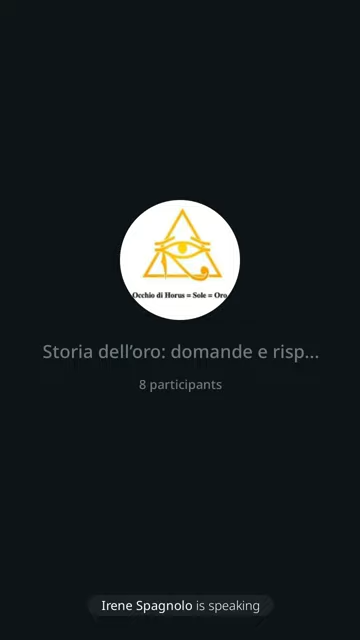 Occhio di Horus = Sole = Oro
Storia dell’oro: domande e risp...
8 participants
Irene Spagnolo is speaking